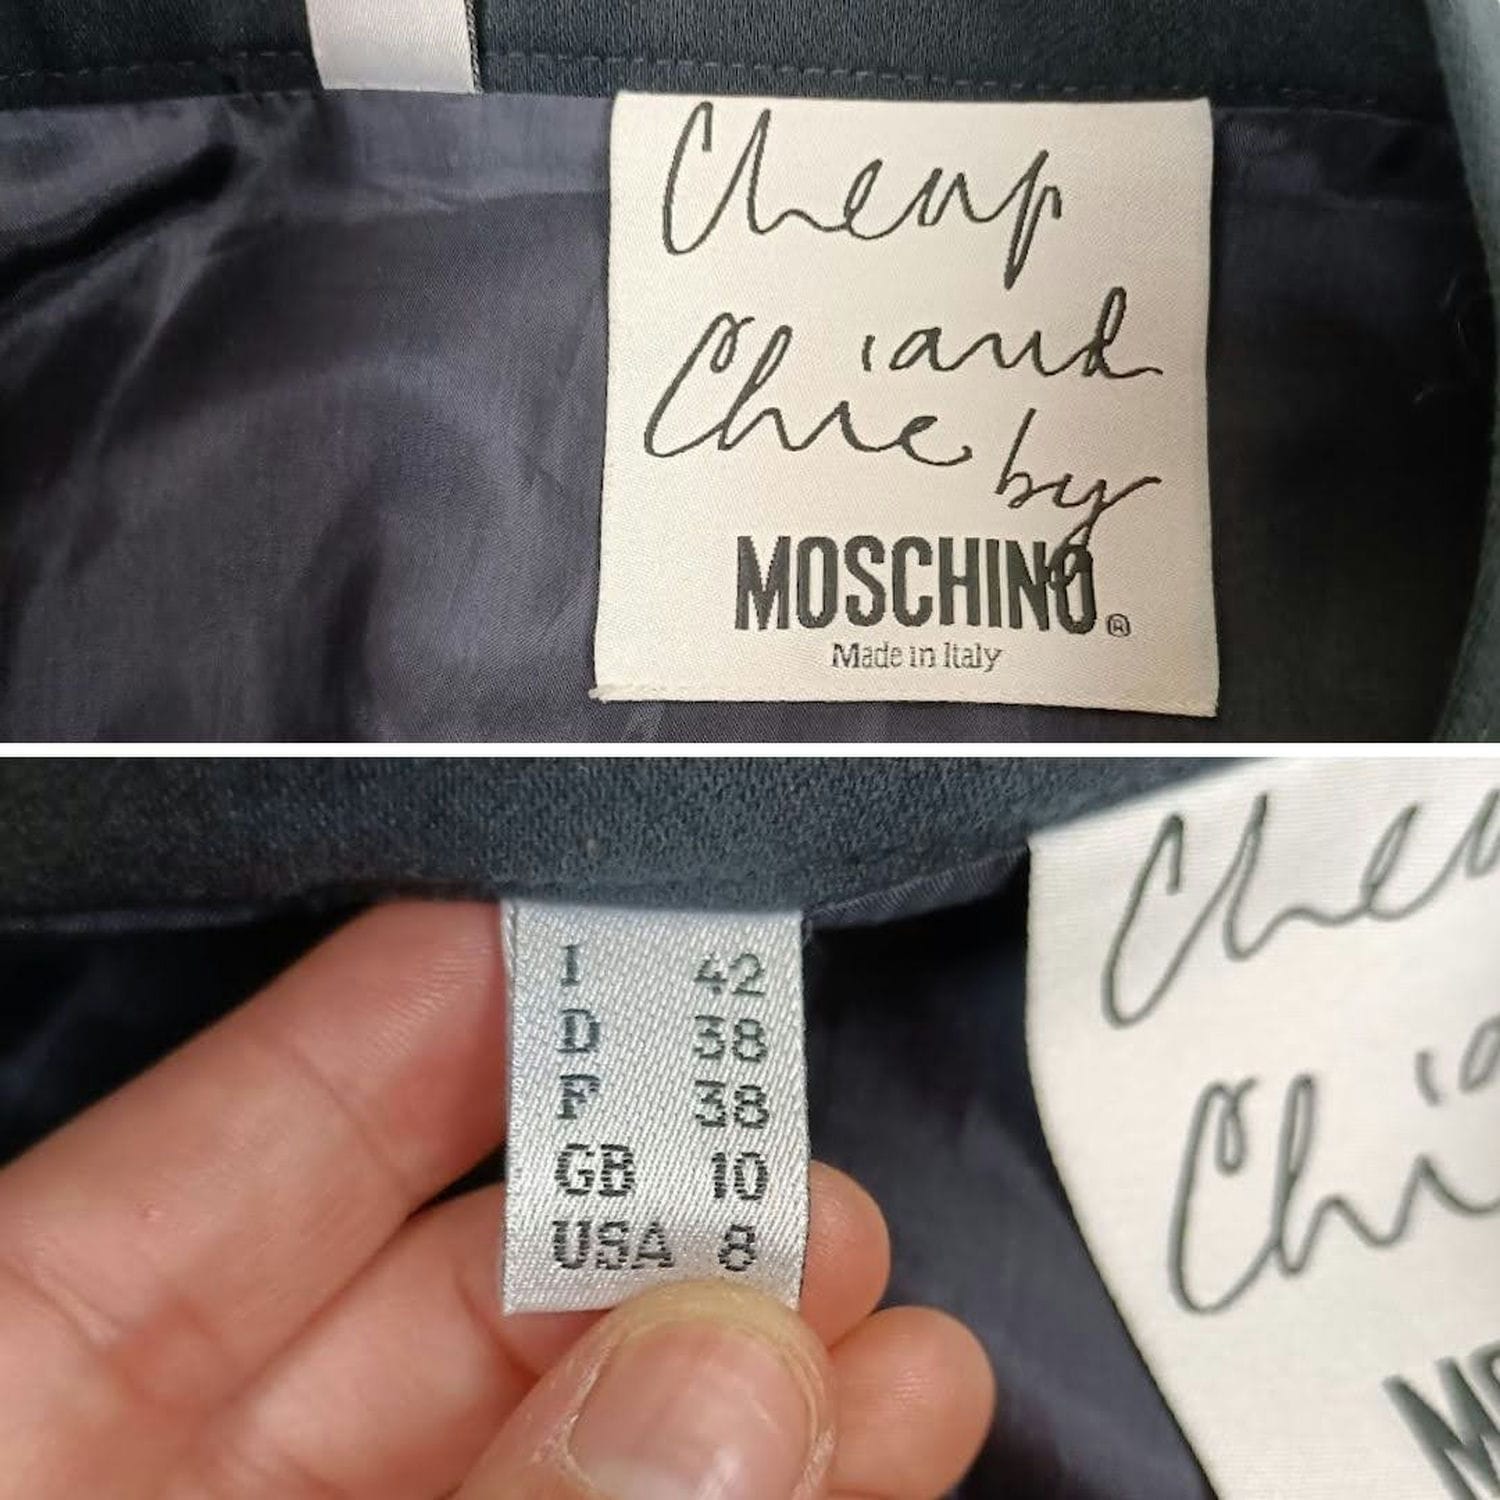 Cheap
and
Chic by
MOSCHINO®
Made in Italy
I 42
D 38
F 38
GB 10
USA 8
Chea
Chi
M